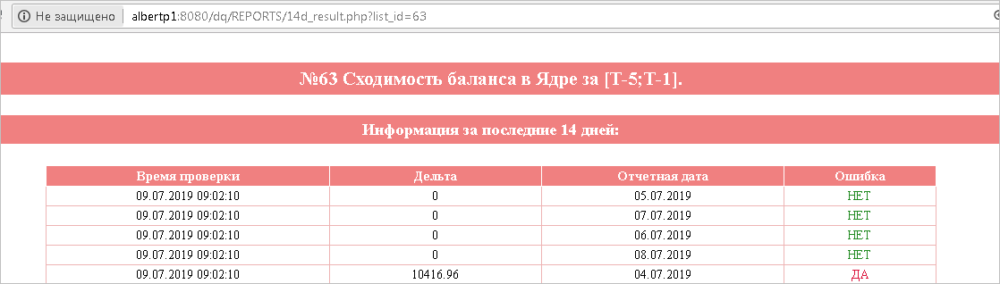 Не защищено albertp1:8080/dq/REPORTS/14d_result.php?list_id=63
№63 Сходимость баланса в Ядре за [T-5;T-1].
Информация за последние 14 дней:
Время проверки Дельта Отчетная дата Ошибка
09.07.2019 09:02:10 0 05.07.2019 НЕТ
09.07.2019 09:02:10 0 07.07.2019 НЕТ
09.07.2019 09:02:10 0 06.07.2019 НЕТ
09.07.2019 09:02:10 0 08.07.2019 НЕТ
09.07.2019 09:02:10 10416.96 04.07.2019 ДА